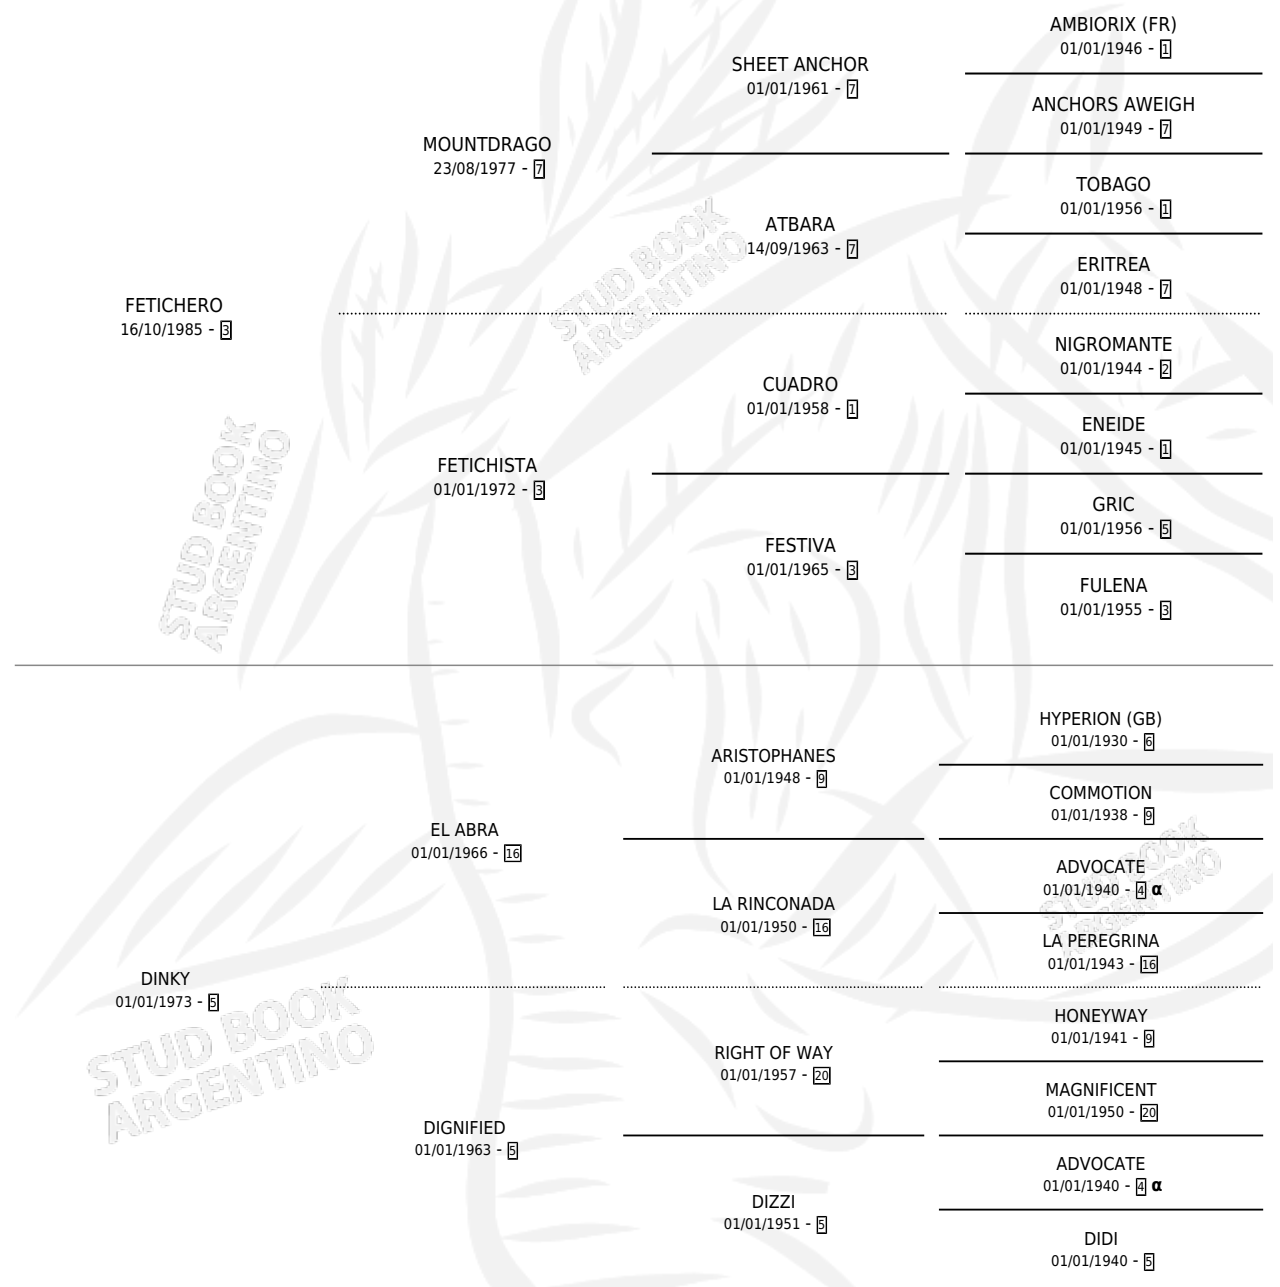 AMBIORIX (FR)
01/01/1946 - 1
SHEET ANCHOR
01/01/1961 - 7
ANCHORS AWEIGH
01/01/1949 - 7
MOUNTDRAGO
23/08/1977 - 7
TOBAGO
01/01/1956 - 1
ATBARA
14/09/1963 - 7
ERITREA
01/01/1948 - 7
FETICHERO
16/10/1985 - 3
NIGROMANTE
01/01/1944 - 2
CUADRO
01/01/1958 - 1
ENEIDE
01/01/1945 - 1
FETICHISTA
01/01/1972 - 3
GRIC
01/01/1956 - 5
FESTIVA
01/01/1965 - 3
FULENA
01/01/1955 - 3
STUD BOOK
ARGENTINO
STUD BOOK
ARGENTINO
HYPERION (GB)
01/01/1930 - 6
ARISTOPHANES
01/01/1948 - 9
COMMOTION
01/01/1938 - 9
EL ABRA
01/01/1966 - 16
ADVOCATE
01/01/1940 - 4 α
LA RINCONADA
01/01/1950 - 16
LA PEREGRINA
01/01/1943 - 16
DINKY
01/01/1973 - 5
HONEYWAY
01/01/1941 - 9
RIGHT OF WAY
01/01/1957 - 20
MAGNIFICENT
01/01/1950 - 20
DIGNIFIED
01/01/1963 - 5
ADVOCATE
01/01/1940 - 4 α
DIZZI
01/01/1951 - 5
DIDI
01/01/1940 - 5
STUD BOOK
ARGENTINO
STUD BOOK
ARGENTINO